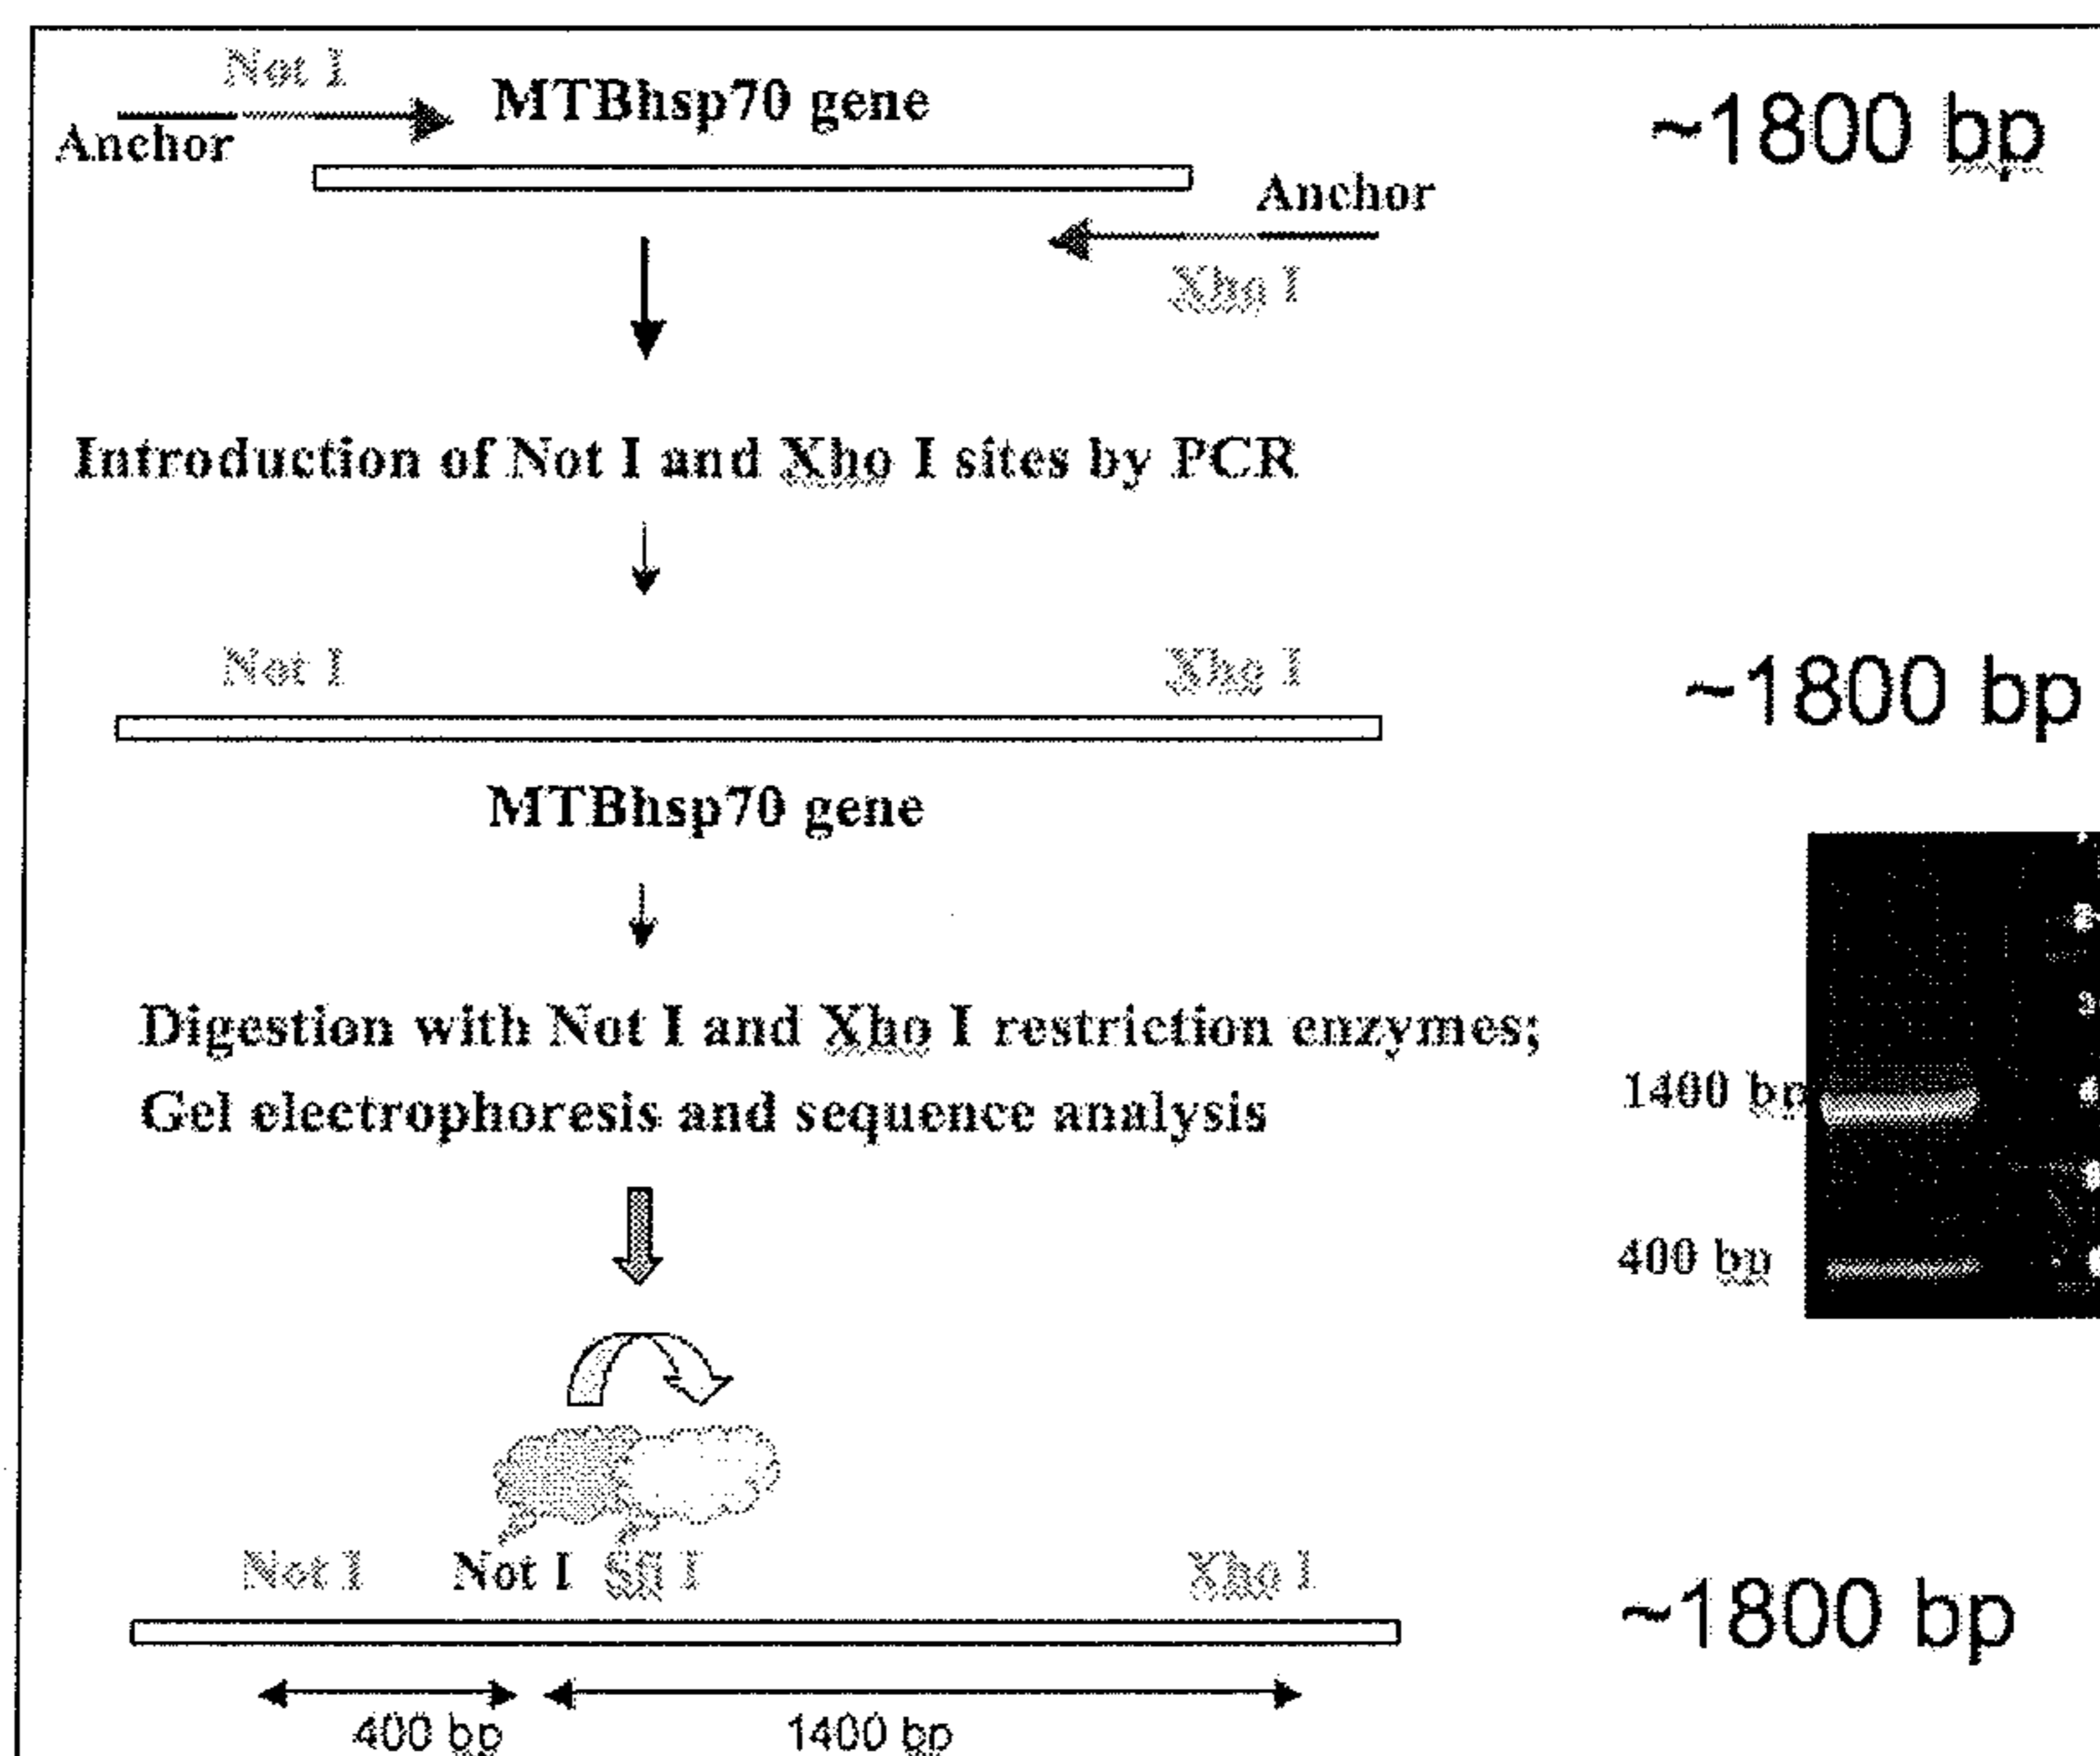 Not I
MTBhsp70 gene
~1800 bp
Anchor
Anchor
Xho I
Introduction of Not I and Xho I sites by PCR
Not I
Xho I
~1800 bp
MTBhsp70 gene
Digestion with Not I and Xho I restriction enzymes;
Gel electrophoresis and sequence analysis
1400 bp
400 bp
Not I Not I Sfi I Xho I
~1800 bp
400 bp 1400 bp